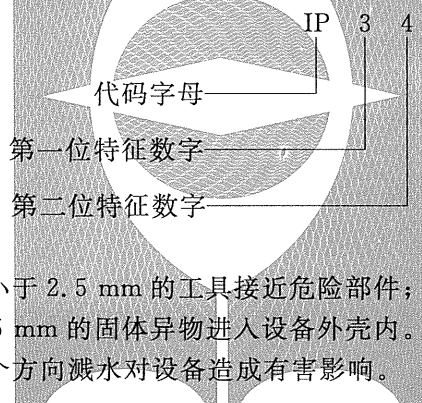 IP 3 4
代码字母
第一位特征数字
第二位特征数字
小于 2.5 mm 的工具接近危险部件；
mm 的固体异物进入设备外壳内。
个方向溅水对设备造成有害影响。